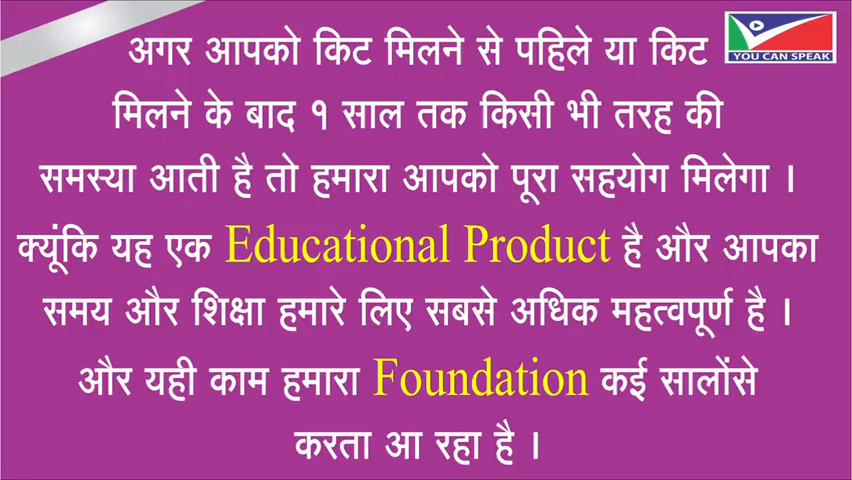 YOU CAN SPEAK
अगर आपको किट मिलने से पहिले या किट
मिलने के बाद १ साल तक किसी भी तरह की
समस्या आती है तो हमारा आपको पूरा सहयोग मिलेगा ।
क्यूंकि यह एक Educational Product है और आपका
समय और शिक्षा हमारे लिए सबसे अधिक महत्वपूर्ण है ।
और यही काम हमारा Foundation कई सालोंसे
करता आ रहा है ।